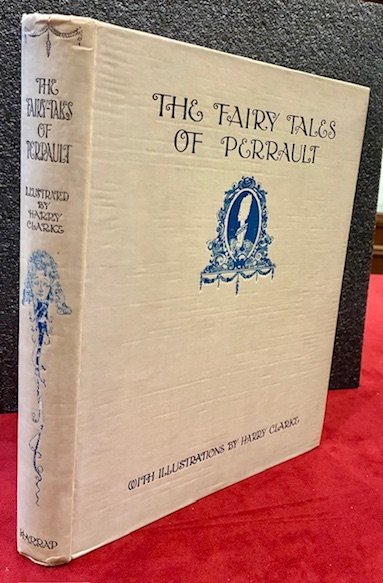 THE
FAIRY·TALES
OF
PERRAULT
ILLUSTRATED
BY
HARRY
CLARKE
HARRAP
THE FAIRY TALES
OF PERRAULT
WITH ILLUSTRATIONS BY HARRY CLARKE